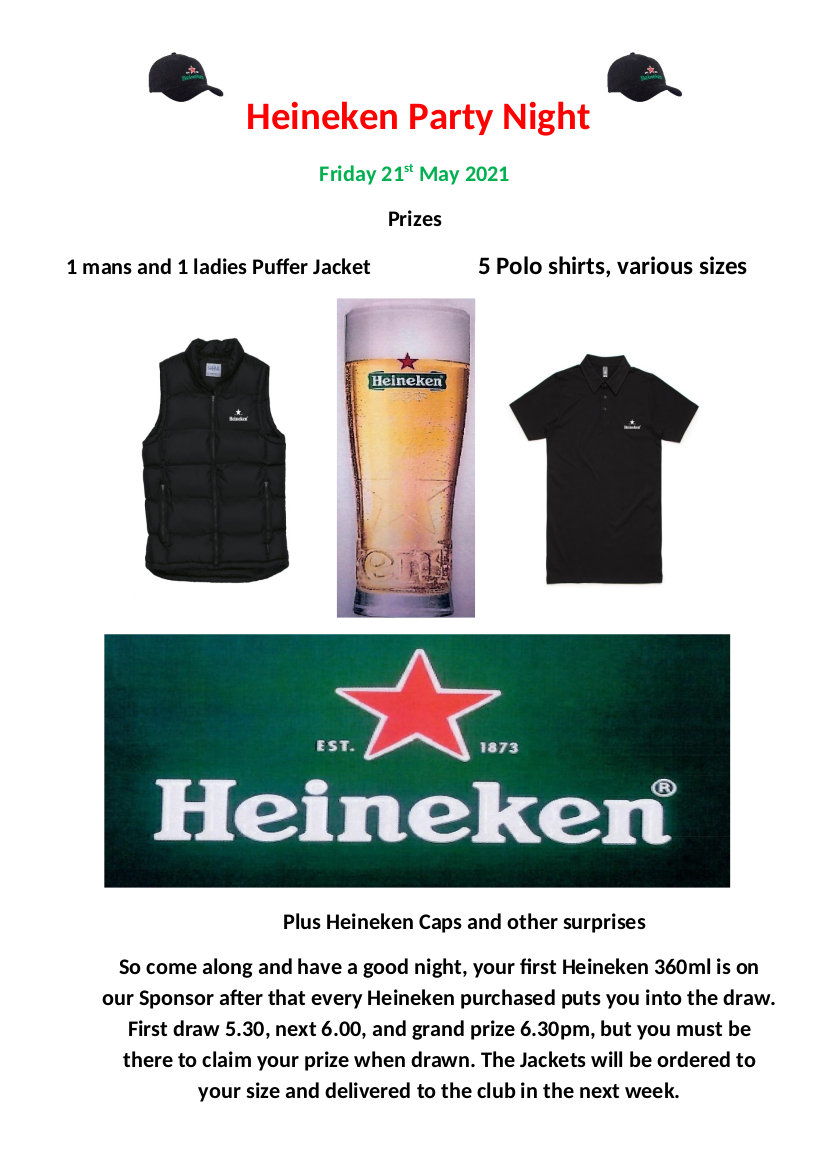 Heineken
Heineken
Heineken Party Night
Friday 21st May 2021
Prizes
1 mans and 1 ladies Puffer Jacket
5 Polo shirts, various sizes
Heineken
Heineken
Heineken
EST. 1873
Heineken®
Plus Heineken Caps and other surprises
So come along and have a good night, your first Heineken 360ml is on
our Sponsor after that every Heineken purchased puts you into the draw.
First draw 5.30, next 6.00, and grand prize 6.30pm, but you must be
there to claim your prize when drawn. The Jackets will be ordered to
your size and delivered to the club in the next week.